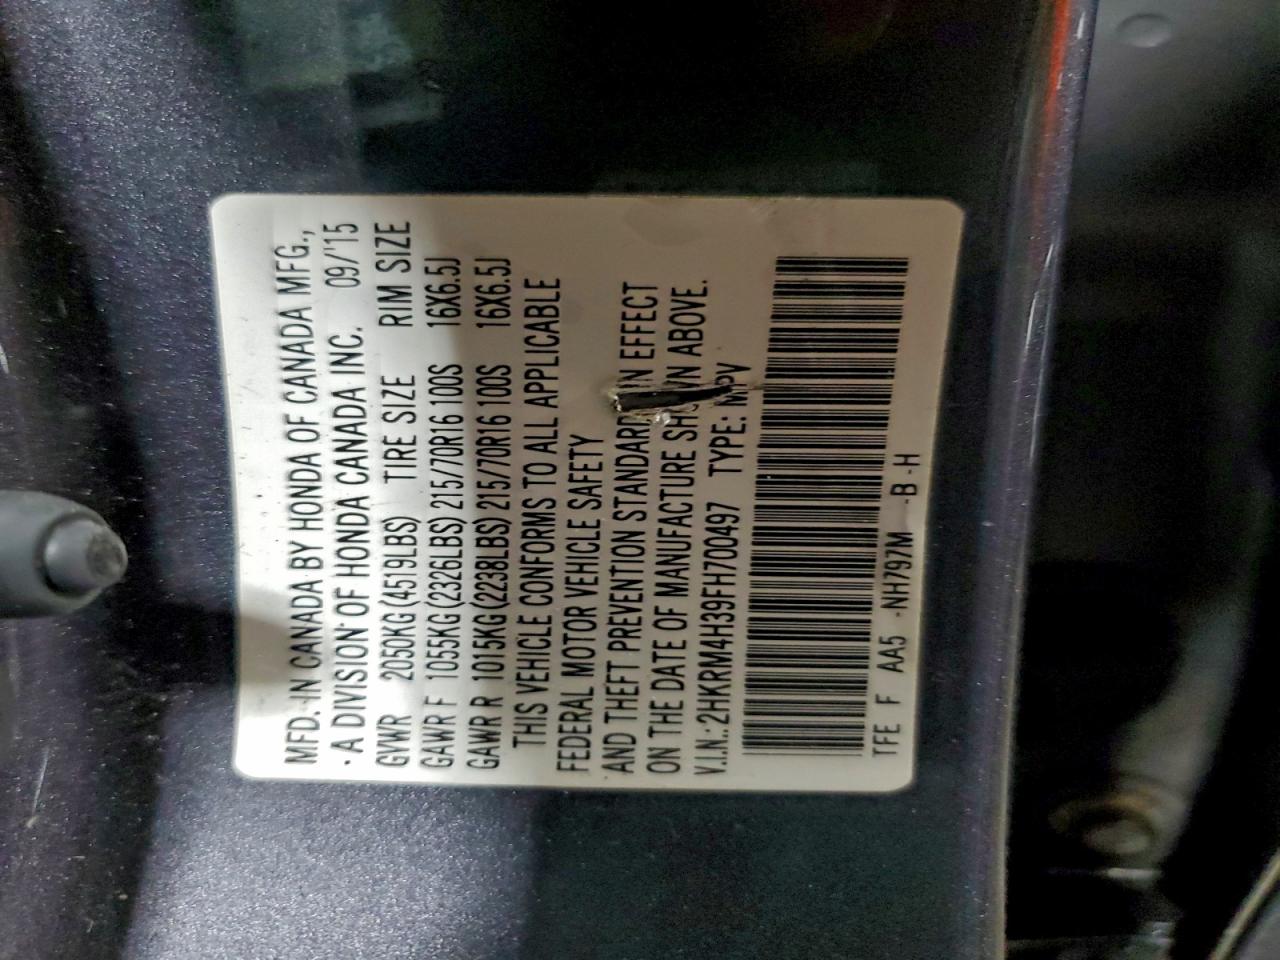 MFD. IN CANADA BY HONDA OF CANADA MFG.,
· A DIVISION OF HONDA CANADA INC. 09/'15
GVWR 2050KG (4519LBS) TIRE SIZE RIM SIZE
GAWR F 1055KG (2326LBS) 215/70R16 100S 16X6.5J
GAWR R 1015KG (2238LBS) 215/70R16 100S 16X6.5J
THIS VEHICLE CONFORMS TO ALL APPLICABLE
FEDERAL MOTOR VEHICLE SAFETY
AND THEFT PREVENTION STANDARD IN EFFECT
ON THE DATE OF MANUFACTURE SHOWN ABOVE.
V.I.N.:2HKRM4H39FH700497 TYPE: MPV
TFE F AA5 -NH797M -B -H